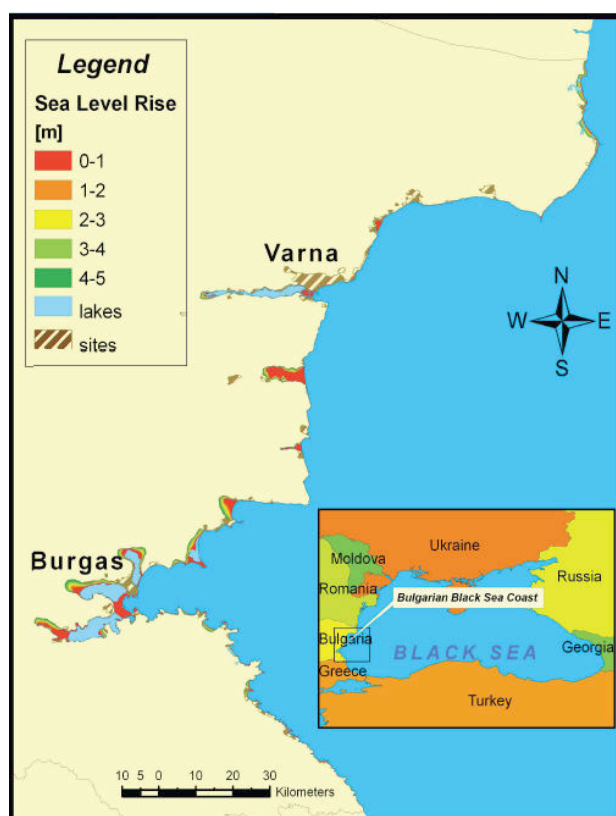 Legend
Sea Level Rise
[m]
0-1
1-2
2-3
3-4
4-5
lakes
sites
Varna
N
W E
S
Burgas
Ukraine
Moldova
Russia
Romania
Bulgarian Black Sea Coast
Bulgaria
BLACK SEA
Georgia
Greece
Turkey
10 5 0 10 20 30
Kilometers